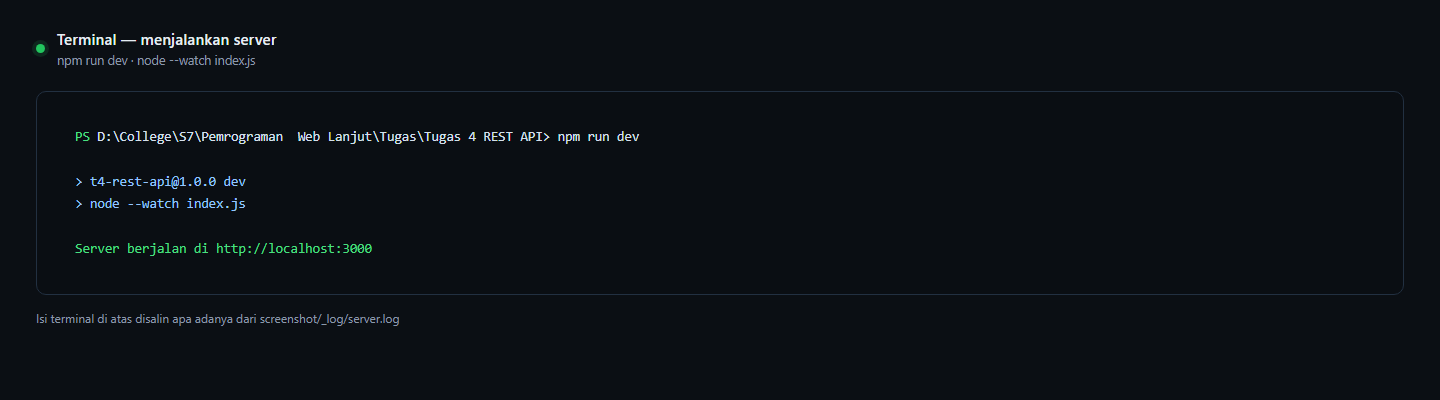 Terminal — menjalankan server
npm run dev · node --watch index.js
PS D:\College\S7\Pemrograman  Web Lanjut\Tugas\Tugas 4 REST API> npm run dev
> t4-rest-api@1.0.0 dev
> node --watch index.js
Server berjalan di http://localhost:3000
Isi terminal di atas disalin apa adanya dari screenshot/_log/server.log